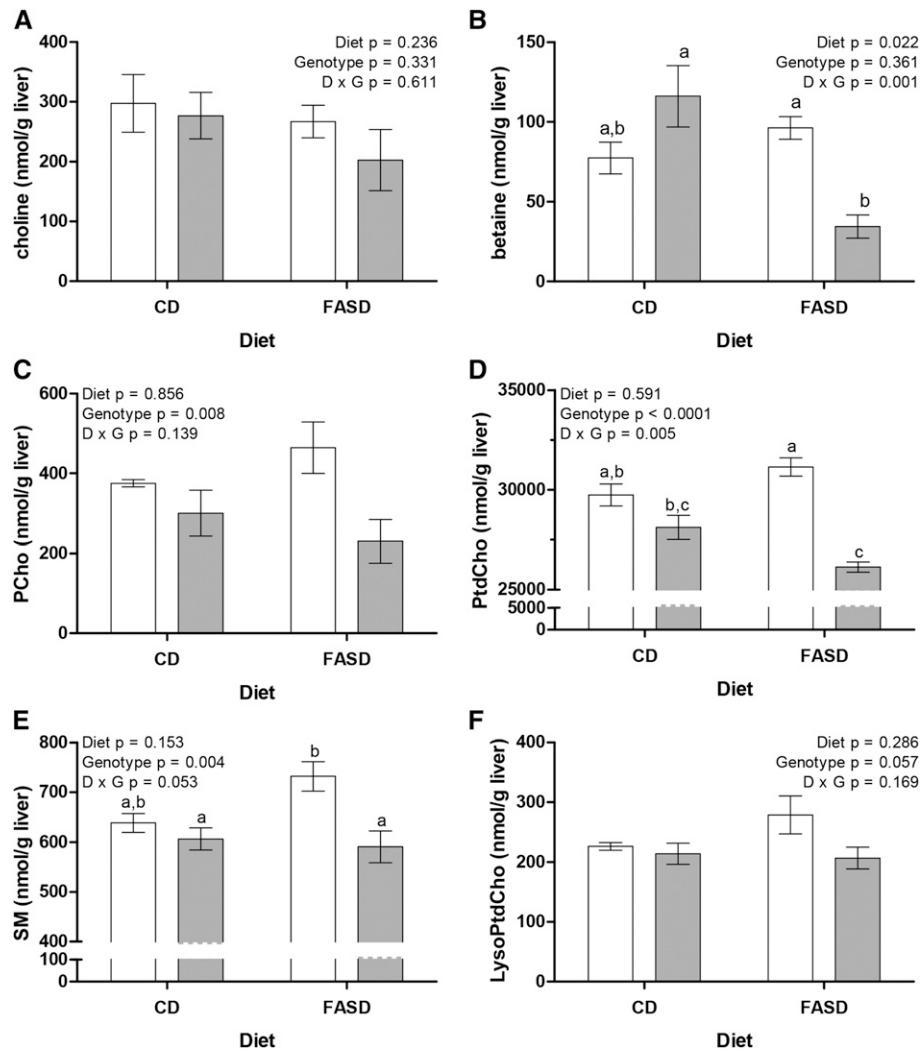 A
400
300
200
100
0
choline (nmol/g liver)
Diet p = 0.236
Genotype p = 0.331
D x G p = 0.611
CD
FASD
Diet
B
150
100
50
0
betaine (nmol/g liver)
Diet p = 0.022
Genotype p = 0.361
D x G p = 0.001
a,b
a
a
b
CD
FASD
Diet
C
600
400
200
0
PCho (nmol/g liver)
Diet p = 0.856
Genotype p = 0.008
D x G p = 0.139
CD
FASD
Diet
D
35000
30000
25000
5000
0
PtdCho (nmol/g liver)
Diet p = 0.591
Genotype p < 0.0001
D x G p = 0.005
a,b
b,c
a
c
CD
FASD
Diet
E
800
700
600
500
400
100
0
SM (nmol/g liver)
Diet p = 0.153
Genotype p = 0.004
D x G p = 0.053
a,b
a
b
a
CD
FASD
Diet
F
400
300
200
100
0
LysoPtdCho (nmol/g liver)
Diet p = 0.286
Genotype p = 0.057
D x G p = 0.169
CD
FASD
Diet